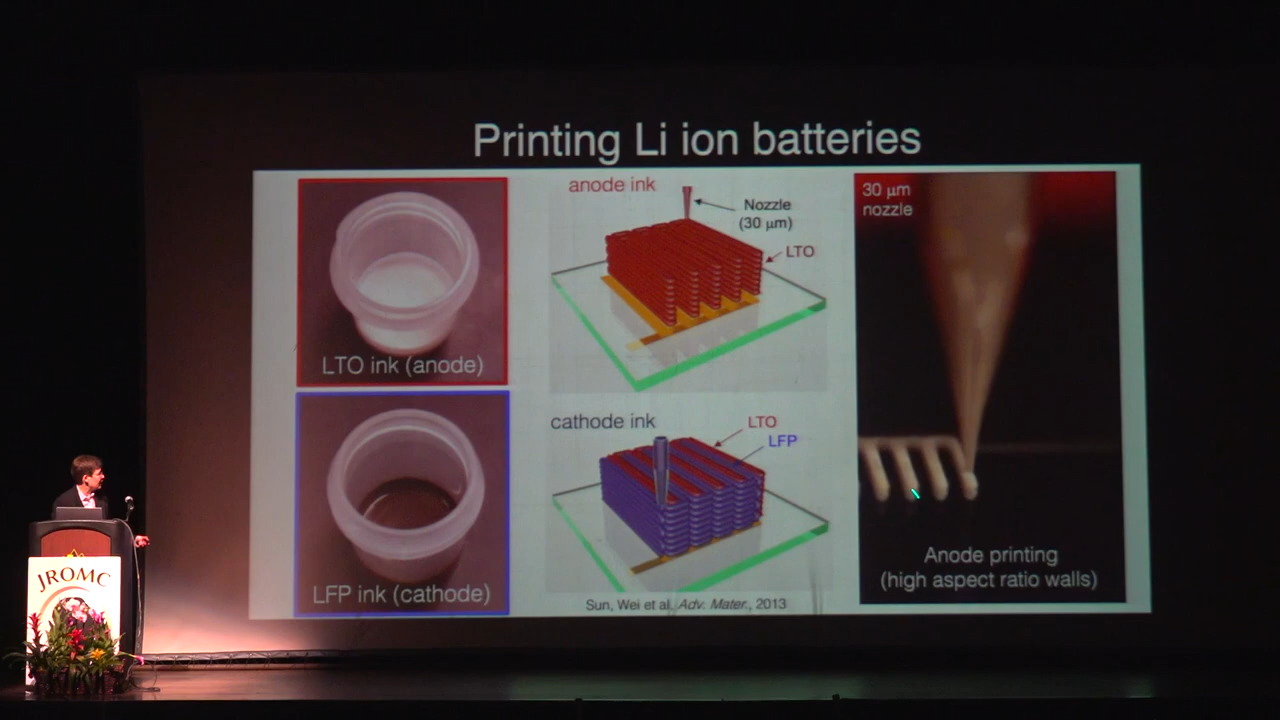 Printing Li ion batteries
LTO ink (anode)
LFP ink (cathode)
anode ink
Nozzle
(30 μm)
LTO
cathode ink
LTO
LFP
Sun, Wei et al. Adv. Mater., 2013
30 μm
nozzle
Anode printing
(high aspect ratio walls)
JROMC